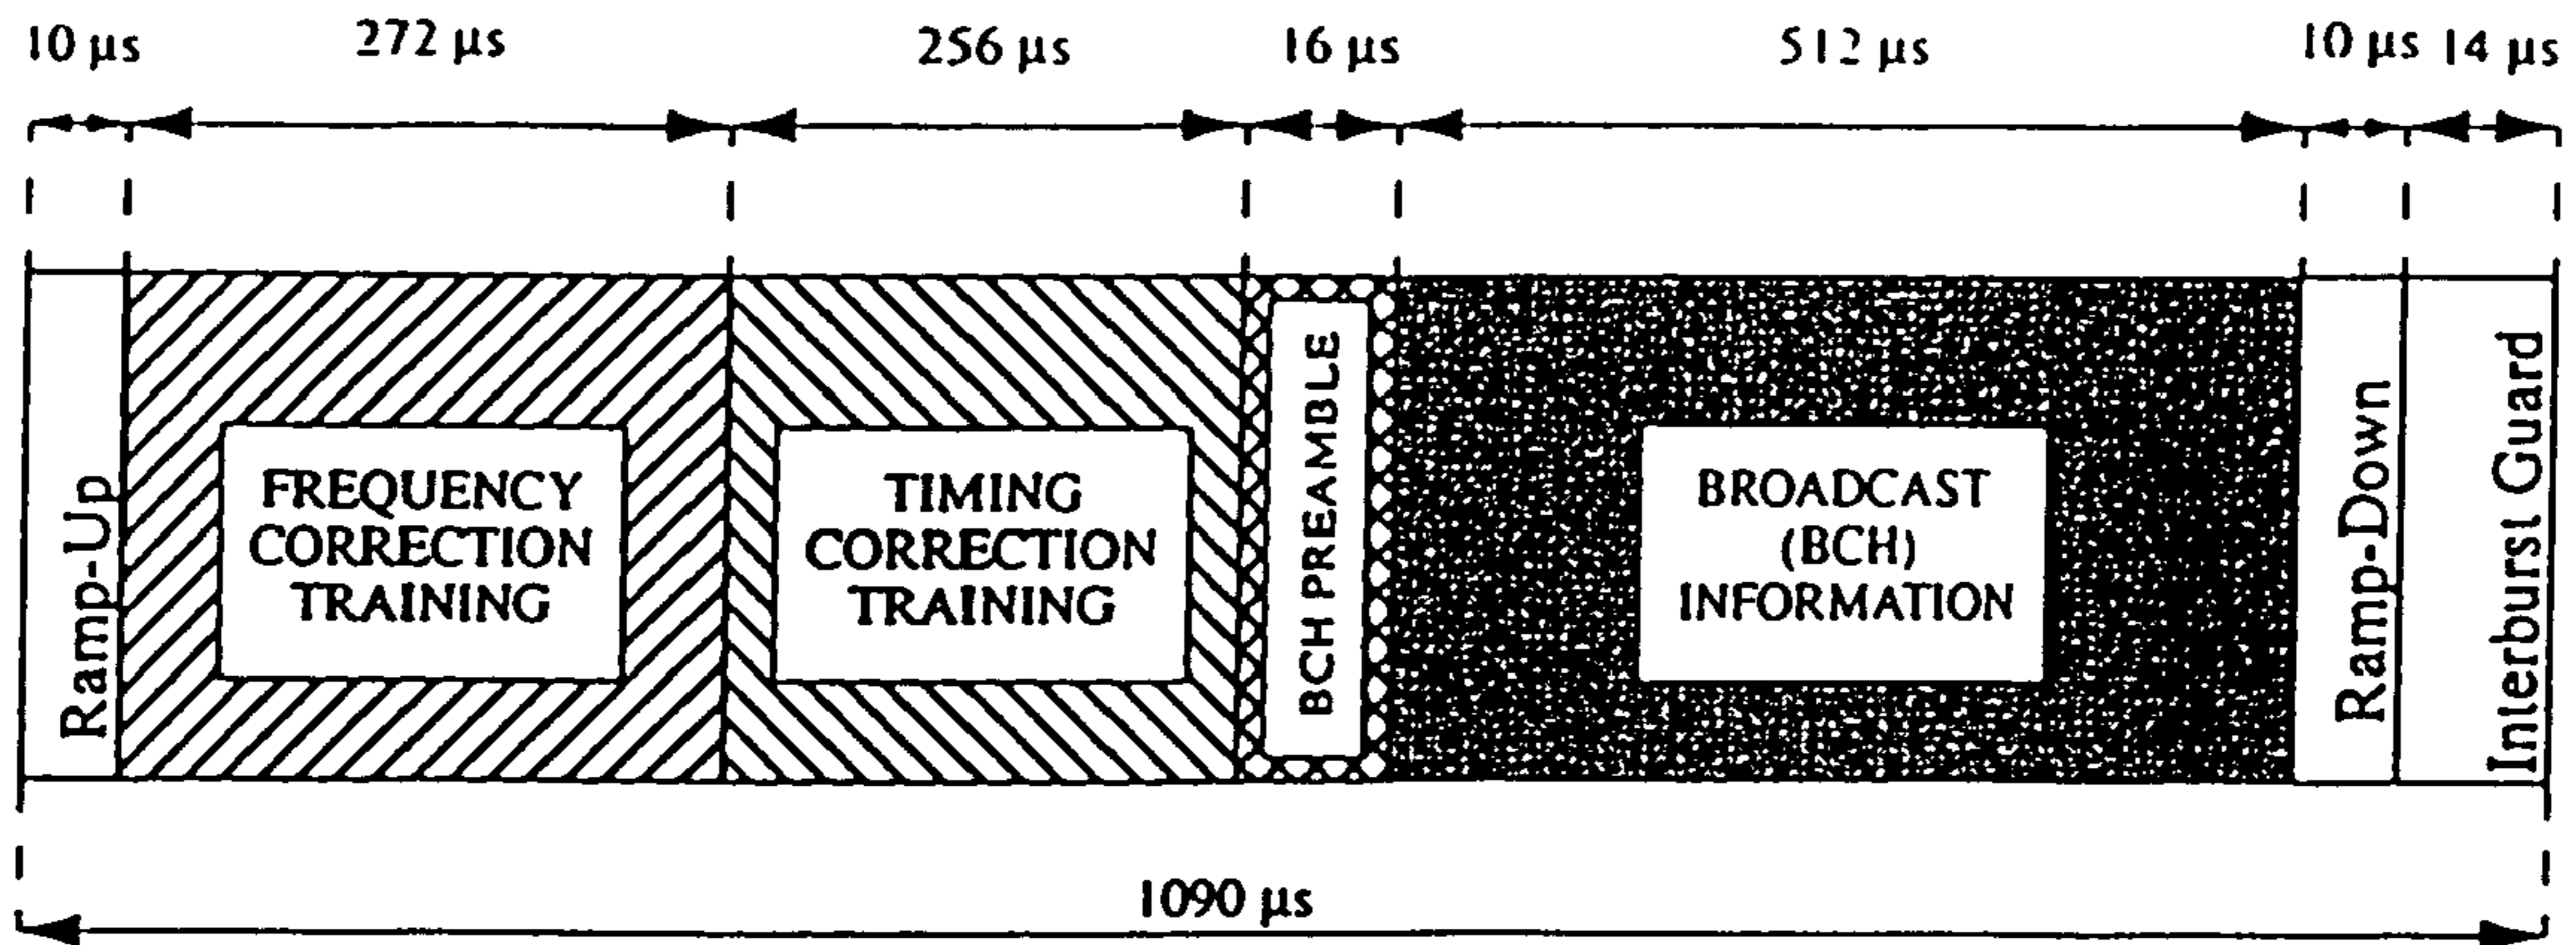 10 μs
272 μs
256 μs
16 μs
512 μs
10 μs
14 μs
Ramp-Up
FREQUENCY
CORRECTION
TRAINING
TIMING
CORRECTION
TRAINING
BCH PREAMBLE
BROADCAST
(BCH)
INFORMATION
Ramp-Down
Interburst Guard
1090 μs